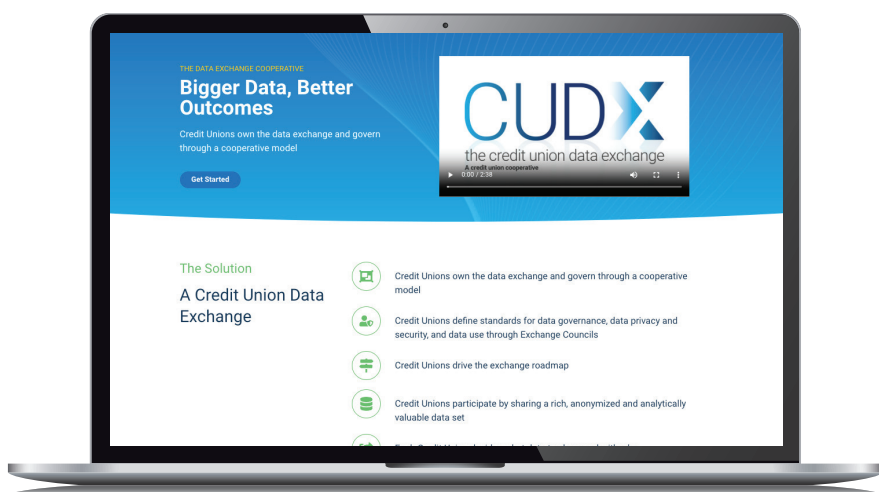 THE DATA EXCHANGE COOPERATIVE
Bigger Data, Better
Outcomes
Credit Unions own the data exchange and govern
through a cooperative model
Get Started
CUDX
the credit union data exchange
A credit union cooperative
0:00 / 2:38
The Solution
A Credit Union Data
Exchange
Credit Unions own the data exchange and govern through a cooperative
model
Credit Unions define standards for data governance, data privacy and
security, and data use through Exchange Councils
Credit Unions drive the exchange roadmap
Credit Unions participate by sharing a rich, anonymized and analytically
valuable data set